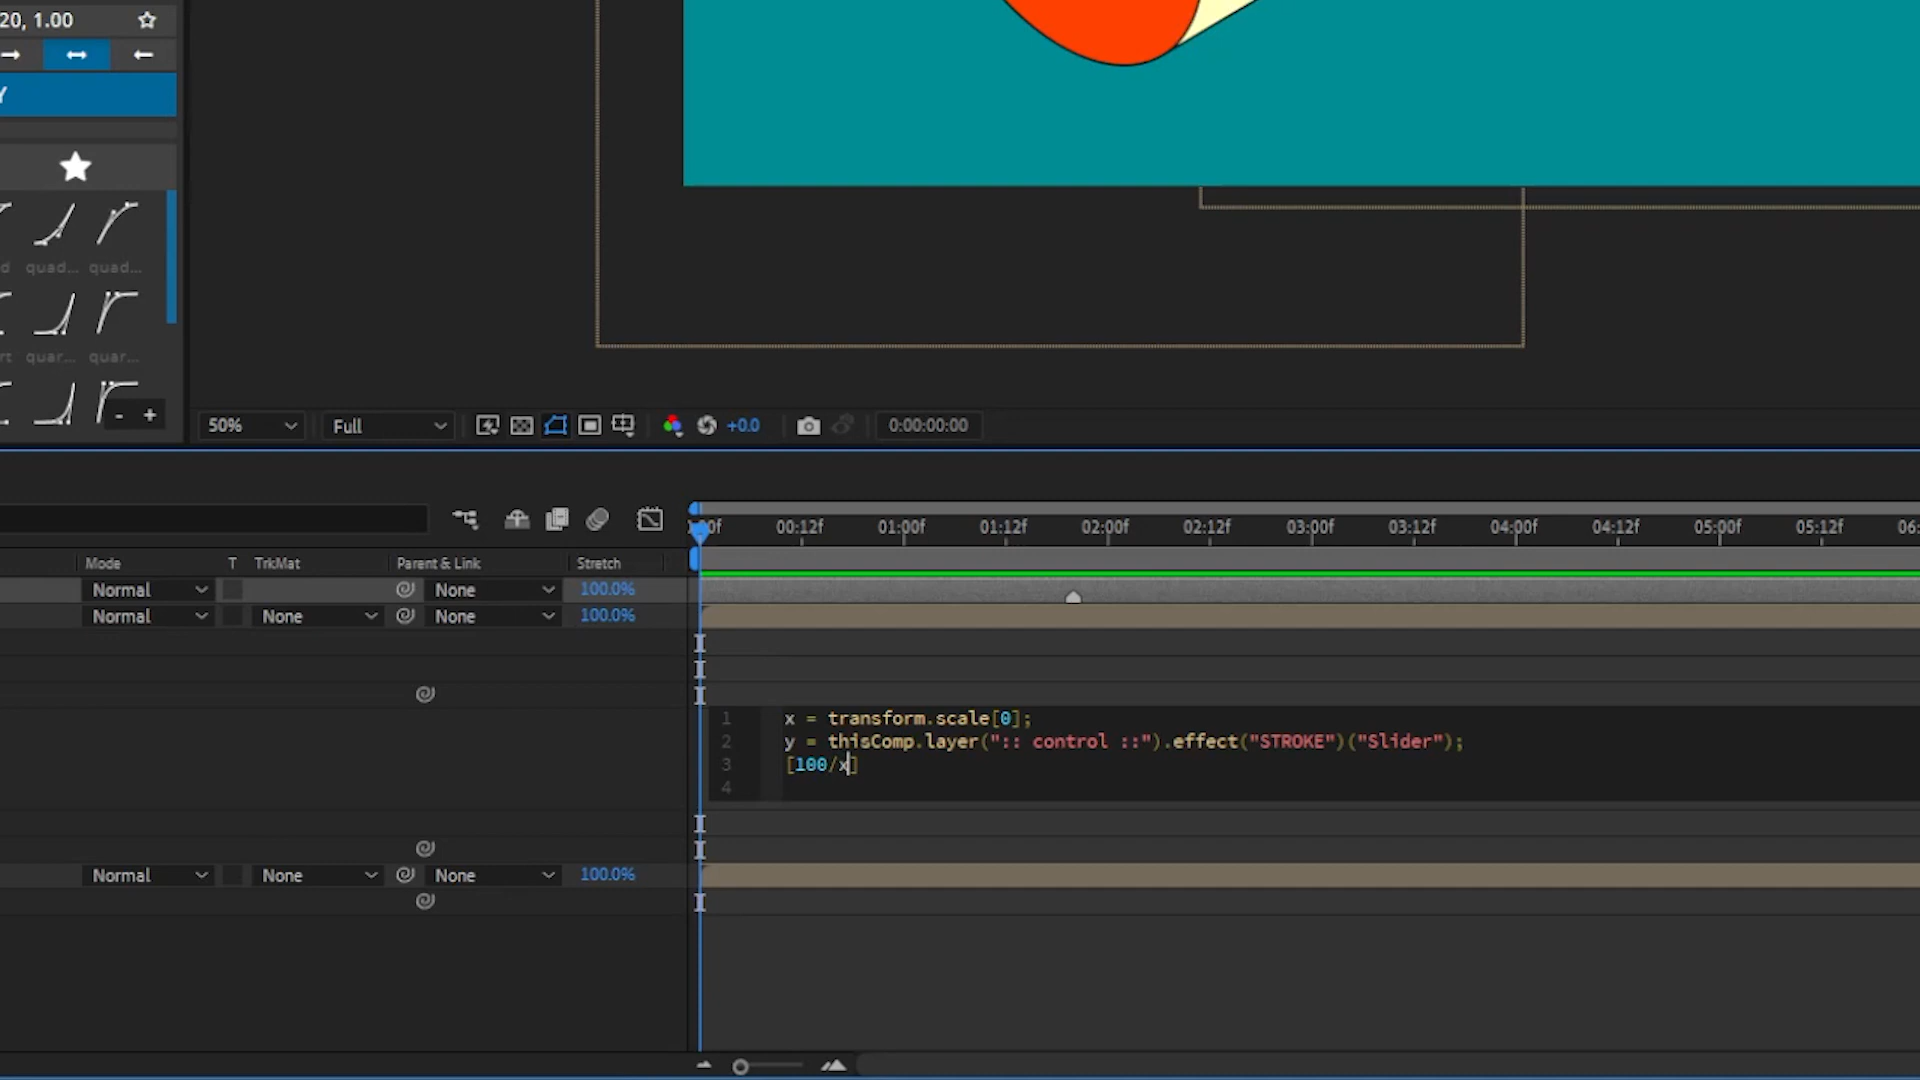 20, 1.00
Y
d quad... quad...
rt quar... quar...
- +
50% Full +0.0 0:00:00:00
00f 00:12f 01:00f 01:12f 02:00f 02:12f 03:00f 03:12f 04:00f 04:12f 05:00f 05:12f 06:
Mode T TrkMat Parent & Link Stretch
Normal None 100.0%
Normal None None 100.0%
1 x = transform.scale[0];
2 y = thisComp.layer(":: control ::").effect("STROKE")("Slider");
3 [100/x]
4
Normal None None 100.0%